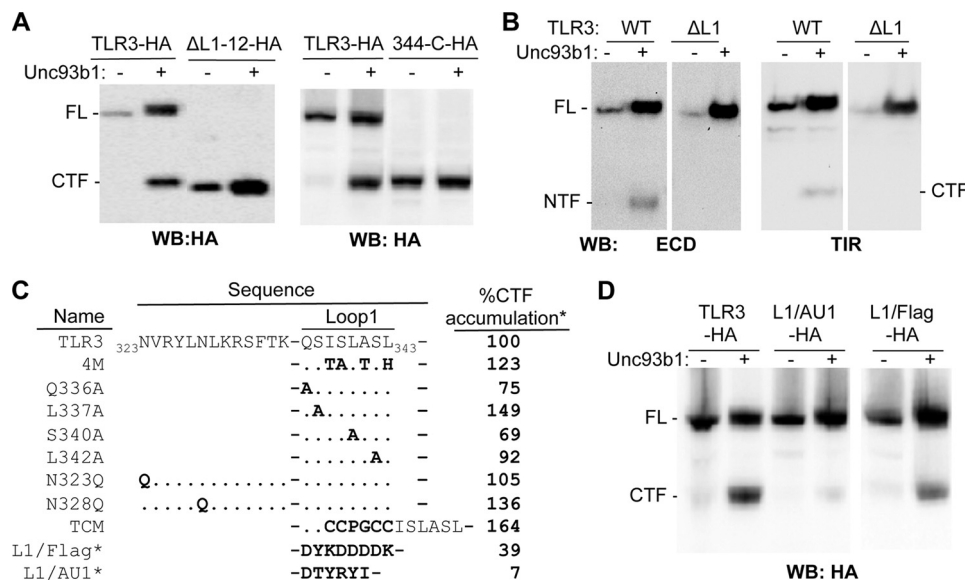 A
TLR3-HA ΔL1-12-HA TLR3-HA 344-C-HA
Unc93b1: - + - + - + - +
FL -
CTF -
WB:HA WB: HA
B
TLR3: WT ΔL1 WT ΔL1
Unc93b1: - + - + - + - +
FL -
NTF - - CTF
WB: ECD TIR
C
Sequence %CTF
Name Loop1 accumulation*
TLR3 323NVRYLNLKRSFTK-QSISLASL343- 100
4M -..TA.T.H - 123
Q336A -A....... - 75
L337A -.A...... - 149
S340A -....A... - 69
L342A -......A. - 92
N323Q Q............-........ - 105
N328Q .....Q.......-........ - 136
TCM -..CCPGCCISLASL- 164
L1/Flag* -DYKDDDDK- 39
L1/AU1* -DTYRYI- 7
D
TLR3 L1/AU1 L1/Flag
-HA -HA -HA
Unc93b1: - + - + - +
FL -
CTF -
WB: HA